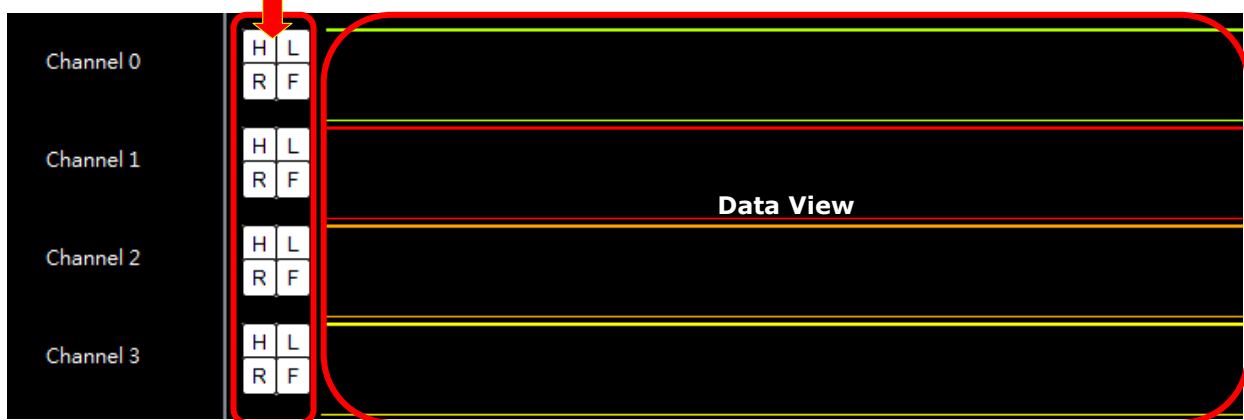 Channel 0
H L
R F
Channel 1
H L
R F
Data View
Channel 2
H L
R F
Channel 3
H L
R F